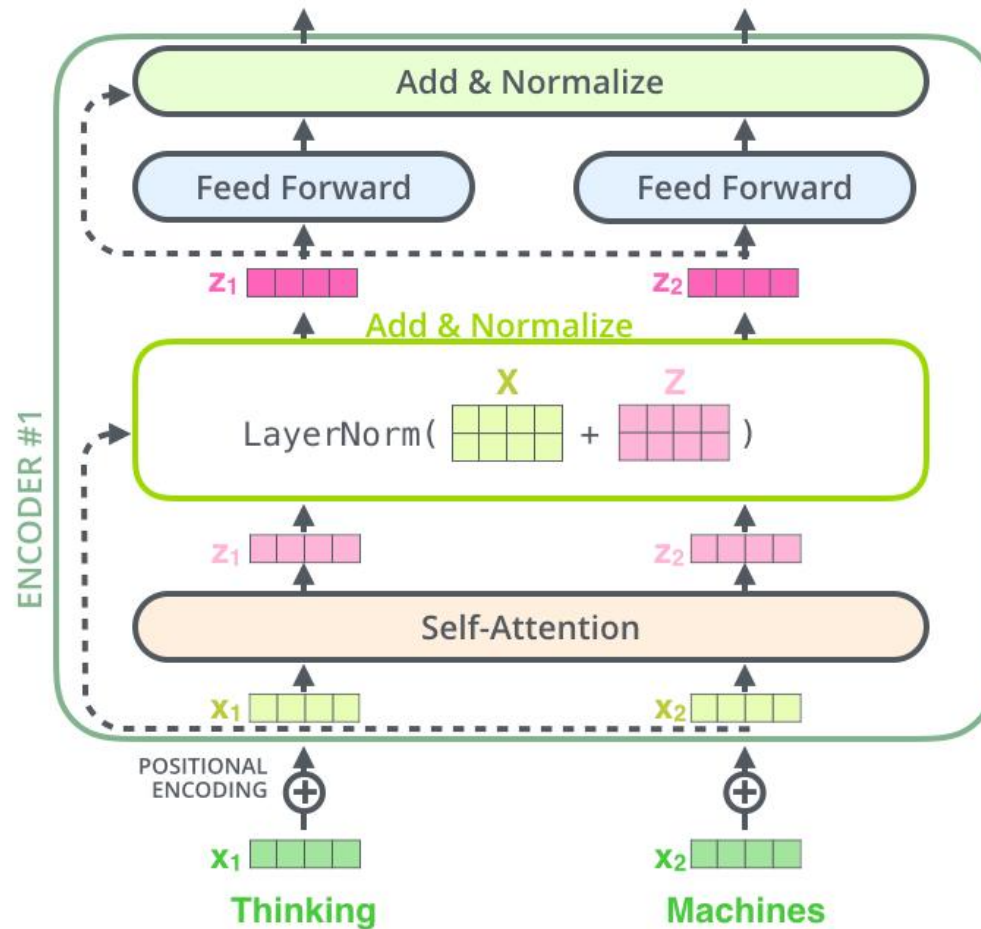 Add & Normalize
Feed Forward Feed Forward
z₁ z₂
Add & Normalize
X Z
LayerNorm( + )
ENCODER #1
z₁ z₂
Self-Attention
x₁ x₂
POSITIONAL
ENCODING
x₁ x₂
Thinking Machines